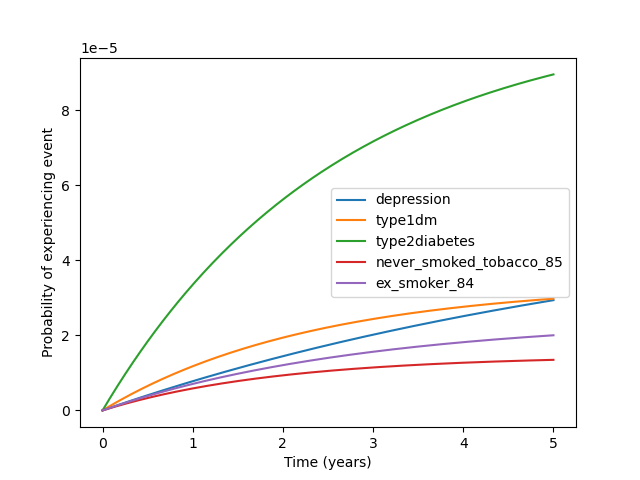 1e−5
Probability of experiencing event
8
6
4
2
0
depression
type1dm
type2diabetes
never_smoked_tobacco_85
ex_smoker_84
0 1 2 3 4 5
Time (years)